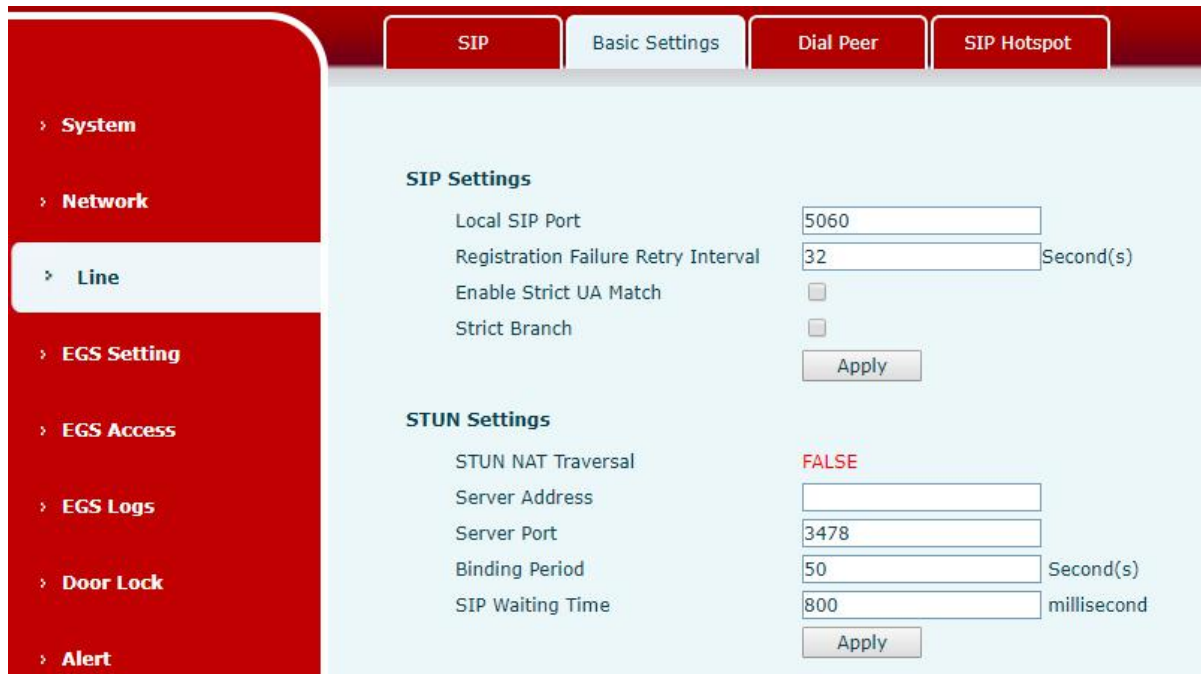 SIP
Basic Settings
Dial Peer
SIP Hotspot
System
Network
Line
EGS Setting
EGS Access
EGS Logs
Door Lock
Alert
SIP Settings
Local SIP Port 5060
Registration Failure Retry Interval 32 Second(s)
Enable Strict UA Match
Strict Branch
Apply
STUN Settings
STUN NAT Traversal FALSE
Server Address
Server Port 3478
Binding Period 50 Second(s)
SIP Waiting Time 800 millisecond
Apply